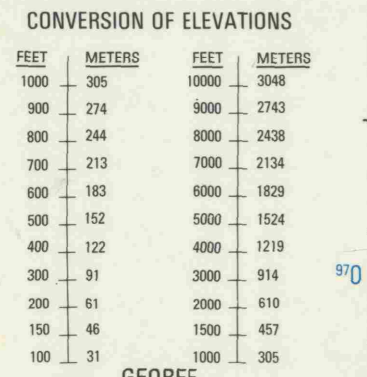 CONVERSION OF ELEVATIONS
FEET METERS FEET METERS
1000 305 10000 3048
900 274 9000 2743
800 244 8000 2438
700 213 7000 2134
600 183 6000 1829
500 152 5000 1524
400 122 4000 1219
300 91 3000 914
970
200 61 2000 610
150 46 1500 457
100 31 1000 305